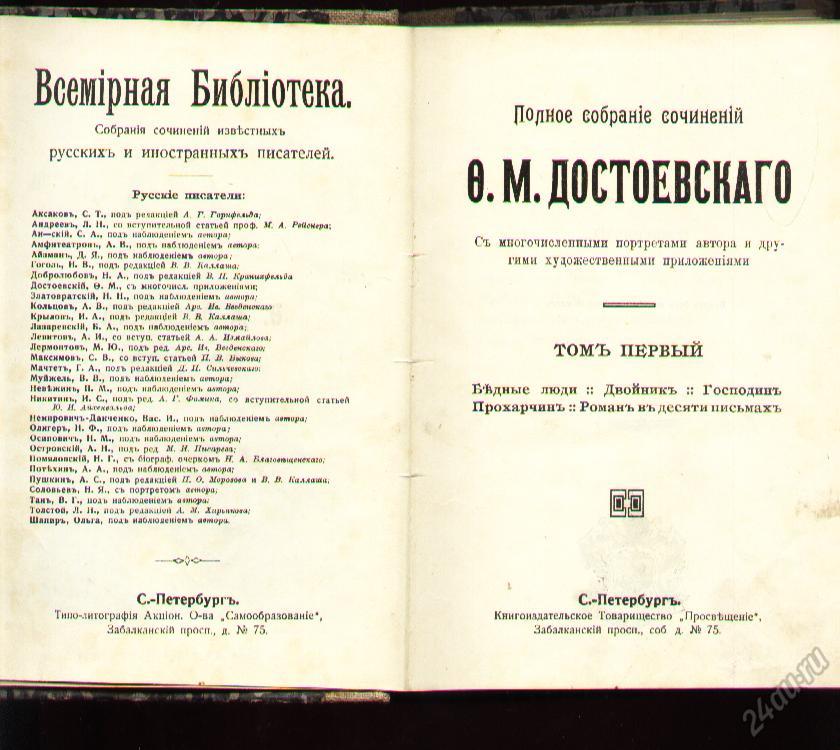 Всемірная Библіотека.
Собранія сочиненій извѣстныхъ
русскихъ и иностранныхъ писателей.
Русскіе писатели:
Аксаковъ, С. Т., подъ редакціей А. Г. Горнфельда;
Андреевъ, Л. Н., со вступительной статьей проф. М. А. Рейснера;
Ан—скій, С. А., подъ наблюденіемъ автора;
Амфитеатровъ, А. В., подъ наблюденіемъ автора;
Айзманъ, Д. Я., подъ наблюденіемъ автора;
Гоголь, Н. В., подъ редакціей В. В. Каллаша;
Добролюбовъ, Н. А., подъ редакціей В. П. Кранихфельда
Достоевскій, Ѳ. М., съ многочисл. приложеніями;
Златовратскій, Н. Н., подъ наблюденіемъ автора;
Кольцовъ, А. В., подъ редакціей Арс. Ив. Введенскаго
Крыловъ, И. А., подъ редакціей В. В. Каллаша;
Лазаревскій, Б. А., подъ наблюденіемъ автора;
Левитовъ, А. И., со вступ. статьей А. А. Измайлова;
Лермонтовъ, М. Ю., подъ ред. Арс. Ив. Введенскаго;
Максимовъ, С. В., со вступ. статьей П. В. Быкова;
Мачтетъ, Г. А., подъ редакціей Д. П. Сильчевскаго;
Муйжель, В. В., подъ наблюденіемъ автора;
Невѣжинъ, П. М., подъ наблюденіемъ автора;
Никитинъ, И. С., подъ ред А. Г. Фомина, со вступительной статьей
Ю. И. Айхенвальда;
Немировичъ-Данченко, Вас. И., подъ наблюденіемъ автора;
Олигеръ, Н. Ф., подъ наблюденіемъ автора;
Осиповичъ, Н. М., подъ наблюденіемъ автора;
Островскій, А. Н., подъ ред. М. И. Писарева;
Помяловскій, Н. Г., съ біограф. очеркомъ Н. А. Благовѣщенскаго;
Потѣхинъ, А. А., подъ наблюденіемъ автора;
Пушкинъ, А. С., подъ редакціей П. О. Морозова и В. В. Каллаша;
Соловьевъ, Н. Я., съ портретомъ автора;
Танъ, В. Г., подъ наблюденіемъ автора;
Толстой, Л. Н., подъ редакціей А. М. Хирьякова;
Шапиръ, Ольга, подъ наблюденіемъ автора.
С.-Петербургъ.
Типо-литографія Акціон. О-ва „Самообразованіе“,
Забалканскій просп., д. № 75.
Полное собраніе сочиненій
Ѳ. М. ДОСТОЕВСКАГО
Съ многочисленными портретами автора и дру-
гими художественными приложеніями
ТОМЪ ПЕРВЫЙ
Бѣдные люди :: Двойникъ :: Господинъ
Прохарчинъ :: Романъ въ десяти письмахъ
С.-Петербургъ.
Книгоиздательское Товарищество „Просвѣщеніе“,
Забалканскій просп., соб д. № 75.
24au.ru